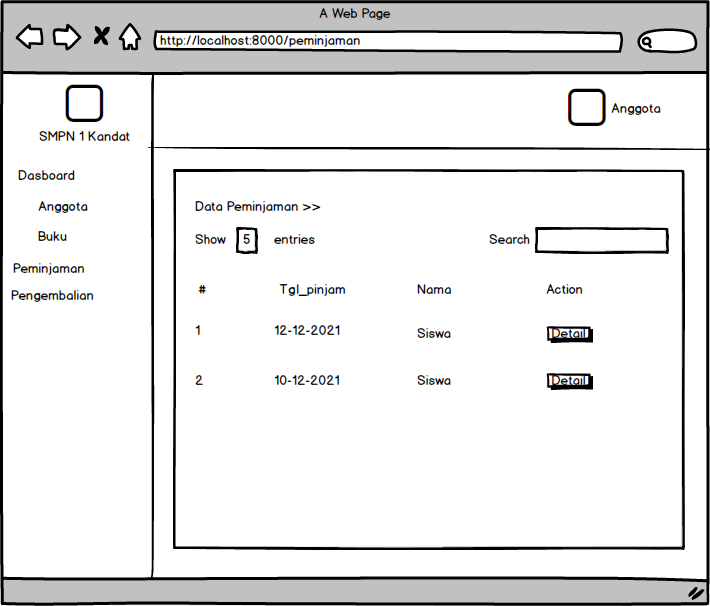 A Web Page
http://localhost:8000/peminjaman
SMPN 1 Kandat
Anggota
Dasboard
Anggota
Buku
Peminjaman
Pengembalian
Data Peminjaman >>
Show 5 entries Search
# Tgl_pinjam Nama Action
1 12-12-2021 Siswa Detail
2 10-12-2021 Siswa Detail